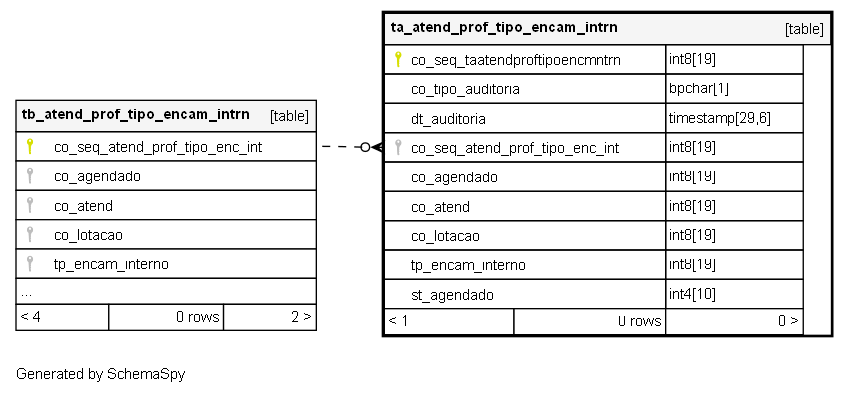 tb_atend_prof_tipo_encam_intrn [table]
co_seq_atend_prof_tipo_enc_int
co_agendado
co_atend
co_lotacao
tp_encam_interno
...
< 4 0 rows 2 >
ta_atend_prof_tipo_encam_intrn [table]
co_seq_taatendproftipoencmntrn int8[19]
co_tipo_auditoria bpchar[1]
dt_auditoria timestamp[29,6]
co_seq_atend_prof_tipo_enc_int int8[19]
co_agendado int8[19]
co_atend int8[19]
co_lotacao int8[19]
tp_encam_interno int8[19]
st_agendado int4[10]
< 1 0 rows 0 >
Generated by SchemaSpy